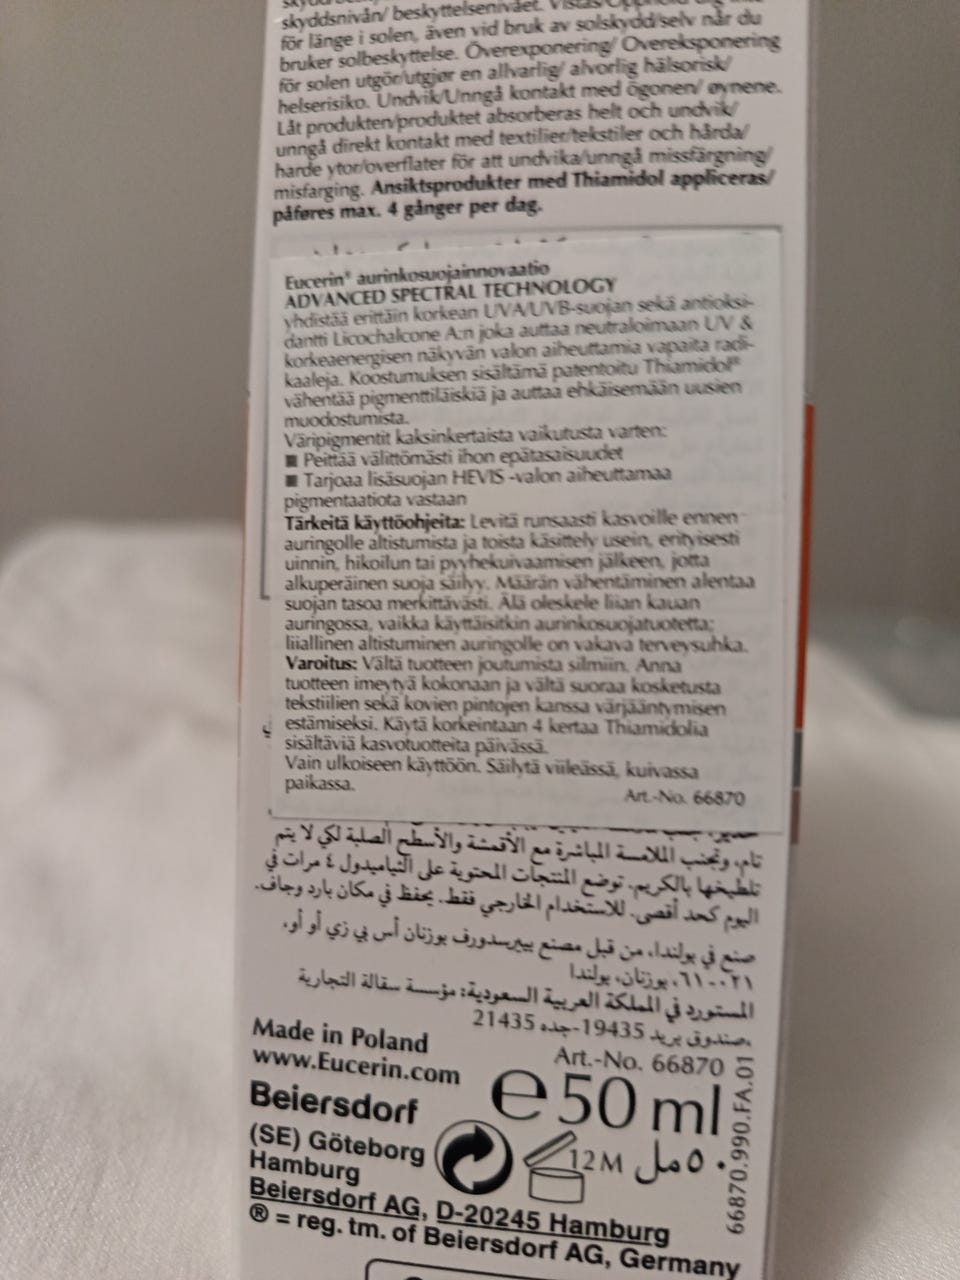 skyddsnivån/ beskyttelsenivået.
för länge i solen, även vid bruk av solskydd/selv når du
bruker solbeskyttelse. Överexponering/ Overeksponering
för solen utgör/utgjør en allvarlig/ alvorlig hälsorisk/
helserisiko. Undvik/Unngå kontakt med ögonen/ øynene.
Låt produkten/produktet absorberas helt och undvik/
unngå direkt kontakt med textilier/tekstiler och hårda/
harde ytor/overflater för att undvika/unngå missfärgning/
misfarging. Ansiktsprodukter med Thiamidol appliceras/
påføres max. 4 gånger per dag.
Eucerin® aurinkosuojainnovaatio
ADVANCED SPECTRAL TECHNOLOGY
yhdistää erittäin korkean UVA/UVB-suojan sekä antioksi-
dantti Licochalcone A:n joka auttaa neutraloimaan UV &
korkeaenergisen näkyvän valon aiheuttamia vapaita radi-
kaaleja. Koostumuksen sisältämä patentoitu Thiamidol®
vähentää pigmenttiläiskiä ja auttaa ehkäisemään uusien
muodostumista.
Väripigmentit kaksinkertaista vaikutusta varten:
■ Peittää välittömästi ihon epätasaisuudet
■ Tarjoaa lisäsuojan HEVIS -valon aiheuttamaa
pigmentaatiota vastaan
Tärkeitä käyttöohjeita: Levitä runsaasti kasvoille ennen
auringolle altistumista ja toista käsittely usein, erityisesti
uinnin, hikoilun tai pyyhekuivaamisen jälkeen, jotta
alkuperäinen suoja säilyy. Määrän vähentäminen alentaa
suojan tasoa merkittävästi. Älä oleskele liian kauan
auringossa, vaikka käyttäisitkin aurinkosuojatuotetta;
liiallinen altistuminen auringolle on vakava terveysuhka.
Varoitus: Vältä tuotteen joutumista silmiin. Anna
tuotteen imeytyä kokonaan ja vältä suoraa kosketusta
tekstiilien sekä kovien pintojen kanssa värjääntymisen
estämiseksi. Käytä korkeintaan 4 kertaa Thiamidolia
sisältäviä kasvotuotteita päivässä.
Vain ulkoiseen käyttöön. Säilytä viileässä, kuivassa
paikassa.
Art.-No. 66870
تام، وتجنب الملامسة المباشرة مع الأقمشة والأسطح الصلبة لكي لا يتم
تلطيخها بالكريم. توضع المنتجات المحتوية على الثياميدول ٤ مرات في
اليوم كحد أقصى. للاستخدام الخارجي فقط. يحفظ في مكان بارد وجاف.
صنع في بولندا، من قبل مصنع بييرسدورف بوزنان أس بي زي أو أو،
٦١-٠٢١، بوزنان، بولندا
المستورد في المملكة العربية السعودية: مؤسسة سقالة التجارية
صندوق بريد 19435-جده 21435
Made in Poland
www.Eucerin.com
Art.-No. 66870
℮ 50 ml
٥٠ مل
12M
Beiersdorf
(SE) Göteborg
Hamburg
Beiersdorf AG, D-20245 Hamburg
® = reg. tm. of Beiersdorf AG, Germany
66870.990.FA.01